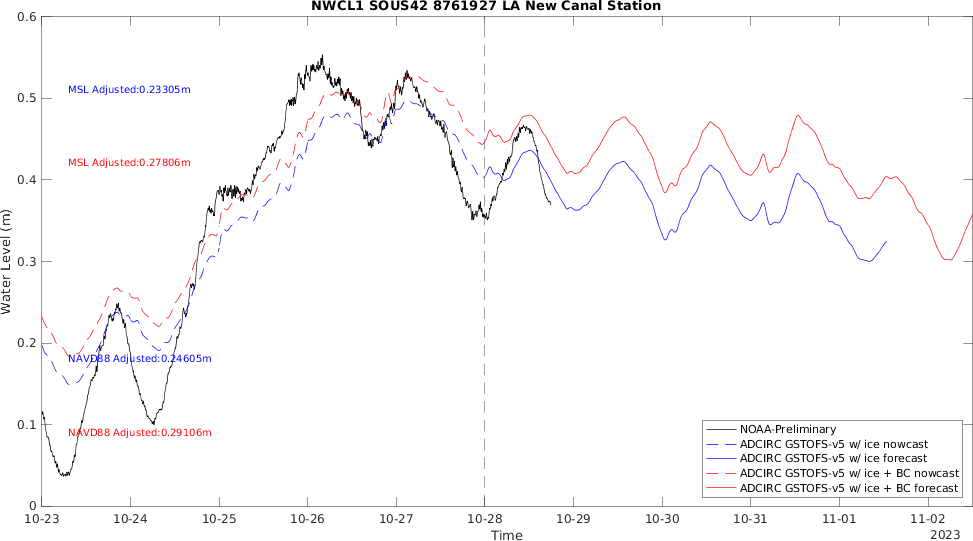 NWCL1 SOUS42 8761927 LA New Canal Station
0.6
0.5
0.4
0.3
0.2
0.1
0
Water Level (m)
MSL Adjusted:0.23305m
MSL Adjusted:0.27806m
NAVD88 Adjusted:0.24605m
NAVD88 Adjusted:0.29106m
NOAA-Preliminary
ADCIRC GSTOFS-v5 w/ ice nowcast
ADCIRC GSTOFS-v5 w/ ice forecast
ADCIRC GSTOFS-v5 w/ ice + BC nowcast
ADCIRC GSTOFS-v5 w/ ice + BC forecast
10-23 10-24 10-25 10-26 10-27 10-28 10-29 10-30 10-31 11-01 11-02
Time
2023